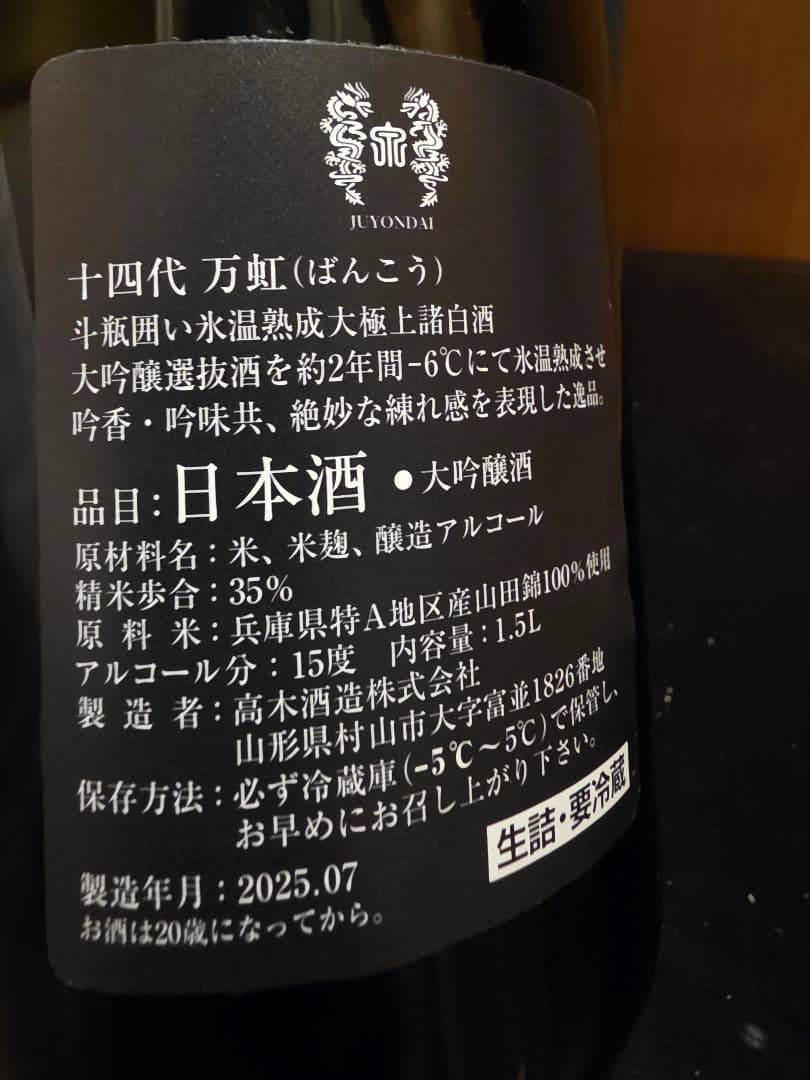 JUYONDAI
十四代 万虹(ばんこう)
斗瓶囲い氷温熟成大極上諸白酒
大吟醸選抜酒を約2年間-6℃にて氷温熟成させ
吟香・吟味共、絶妙な練れ感を表現した逸品。
品目:日本酒 ●大吟醸酒
原材料名:米、米麹、醸造アルコール
精米歩合:35%
原料米:兵庫県特A地区産山田錦100%使用
アルコール分:15度 内容量:1.5L
製造者:高木酒造株式会社
山形県村山市大字富並1826番地
保存方法:必ず冷蔵庫(-5℃〜5℃)で保管し、
お早めにお召し上がり下さい。
生詰・要冷蔵
製造年月:2025.07
お酒は20歳になってから。